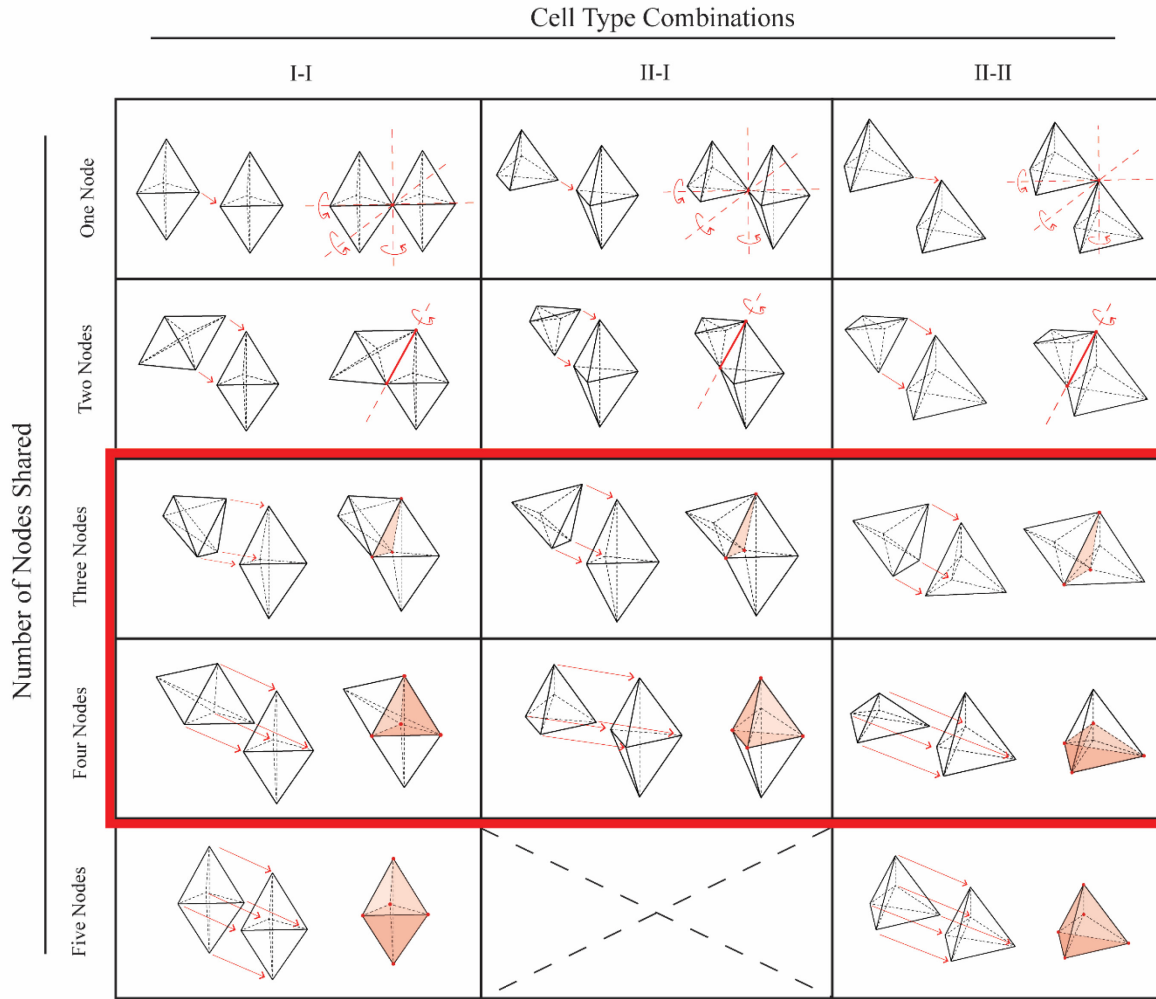 Cell Type Combinations
I-I
II-I
II-II
Number of Nodes Shared
One Node
Two Nodes
Three Nodes
Four Nodes
Five Nodes